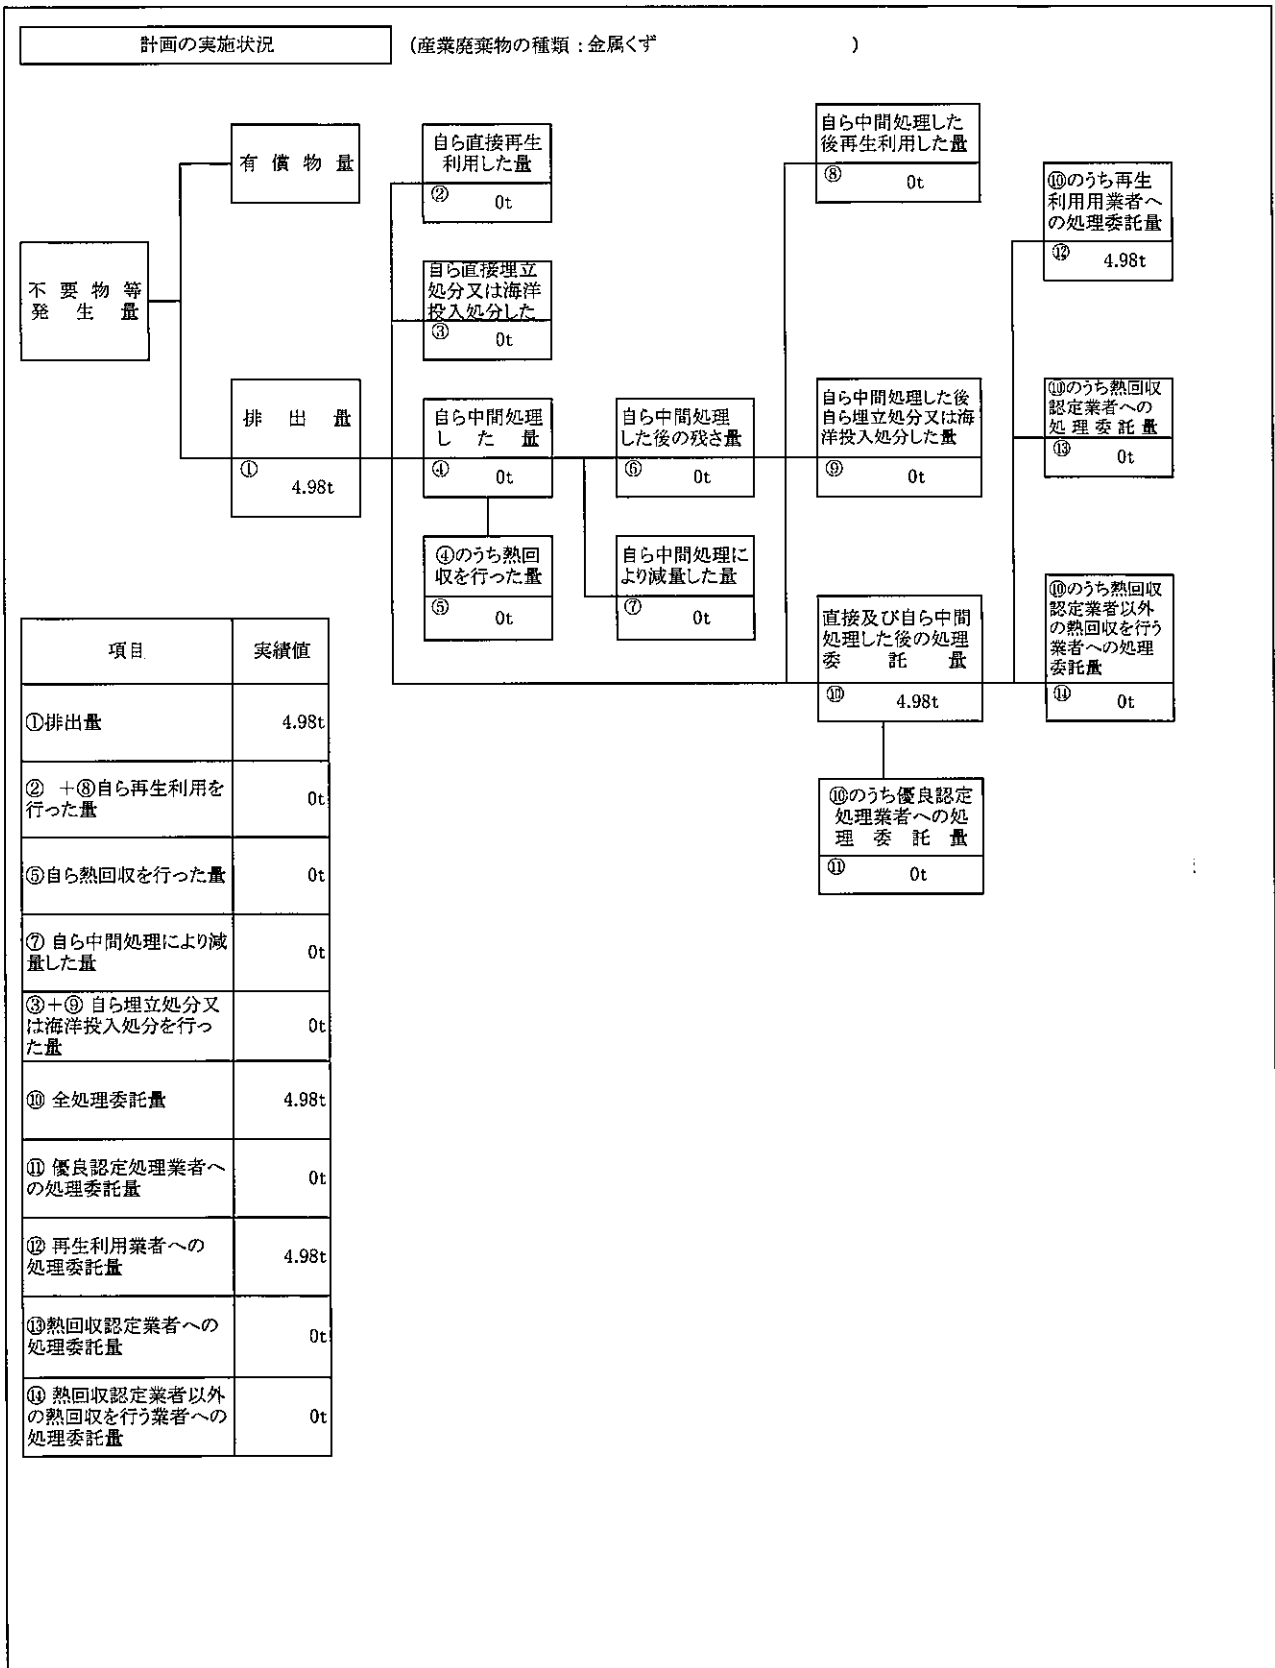 計画の実施状況
(産業廃棄物の種類:金属くず )
有償物量
不要物等
発生量
排出量
①
4.98t
自ら直接再生
利用した量
②
0t
自ら直接埋立
処分又は海洋
投入処分した
③
0t
自ら中間処理
した量
④
0t
④のうち熱回
収を行った量
⑤
0t
自ら中間処理
した後の残さ量
⑥
0t
自ら中間処理に
より減量した量
⑦
0t
自ら中間処理した
後再生利用した量
⑧
0t
自ら中間処理した後
自ら埋立処分又は海
洋投入処分した量
⑨
0t
直接及び自ら中間
処理した後の処理
委託量
⑩
4.98t
⑩のうち優良認定
処理業者への処
理委託量
⑪
0t
⑩のうち再生
利用用業者へ
の処理委託量
⑫
4.98t
⑩のうち熱回収
認定業者への
処理委託量
⑬
0t
⑩のうち熱回収
認定業者以外
の熱回収を行う
業者への処理
委託量
⑭
0t
項目 実績値
①排出量 4.98t
② +⑧自ら再生利用を
行った量
0t
⑤自ら熱回収を行った量 0t
⑦ 自ら中間処理により減
量した量
0t
③+⑨ 自ら埋立処分又
は海洋投入処分を行っ
た量
0t
⑩ 全処理委託量 4.98t
⑪ 優良認定処理業者へ
の処理委託量
0t
⑫ 再生利用業者への
処理委託量
4.98t
⑬熱回収認定業者への
処理委託量
0t
⑭ 熱回収認定業者以外
の熱回収を行う業者への
処理委託量
0t